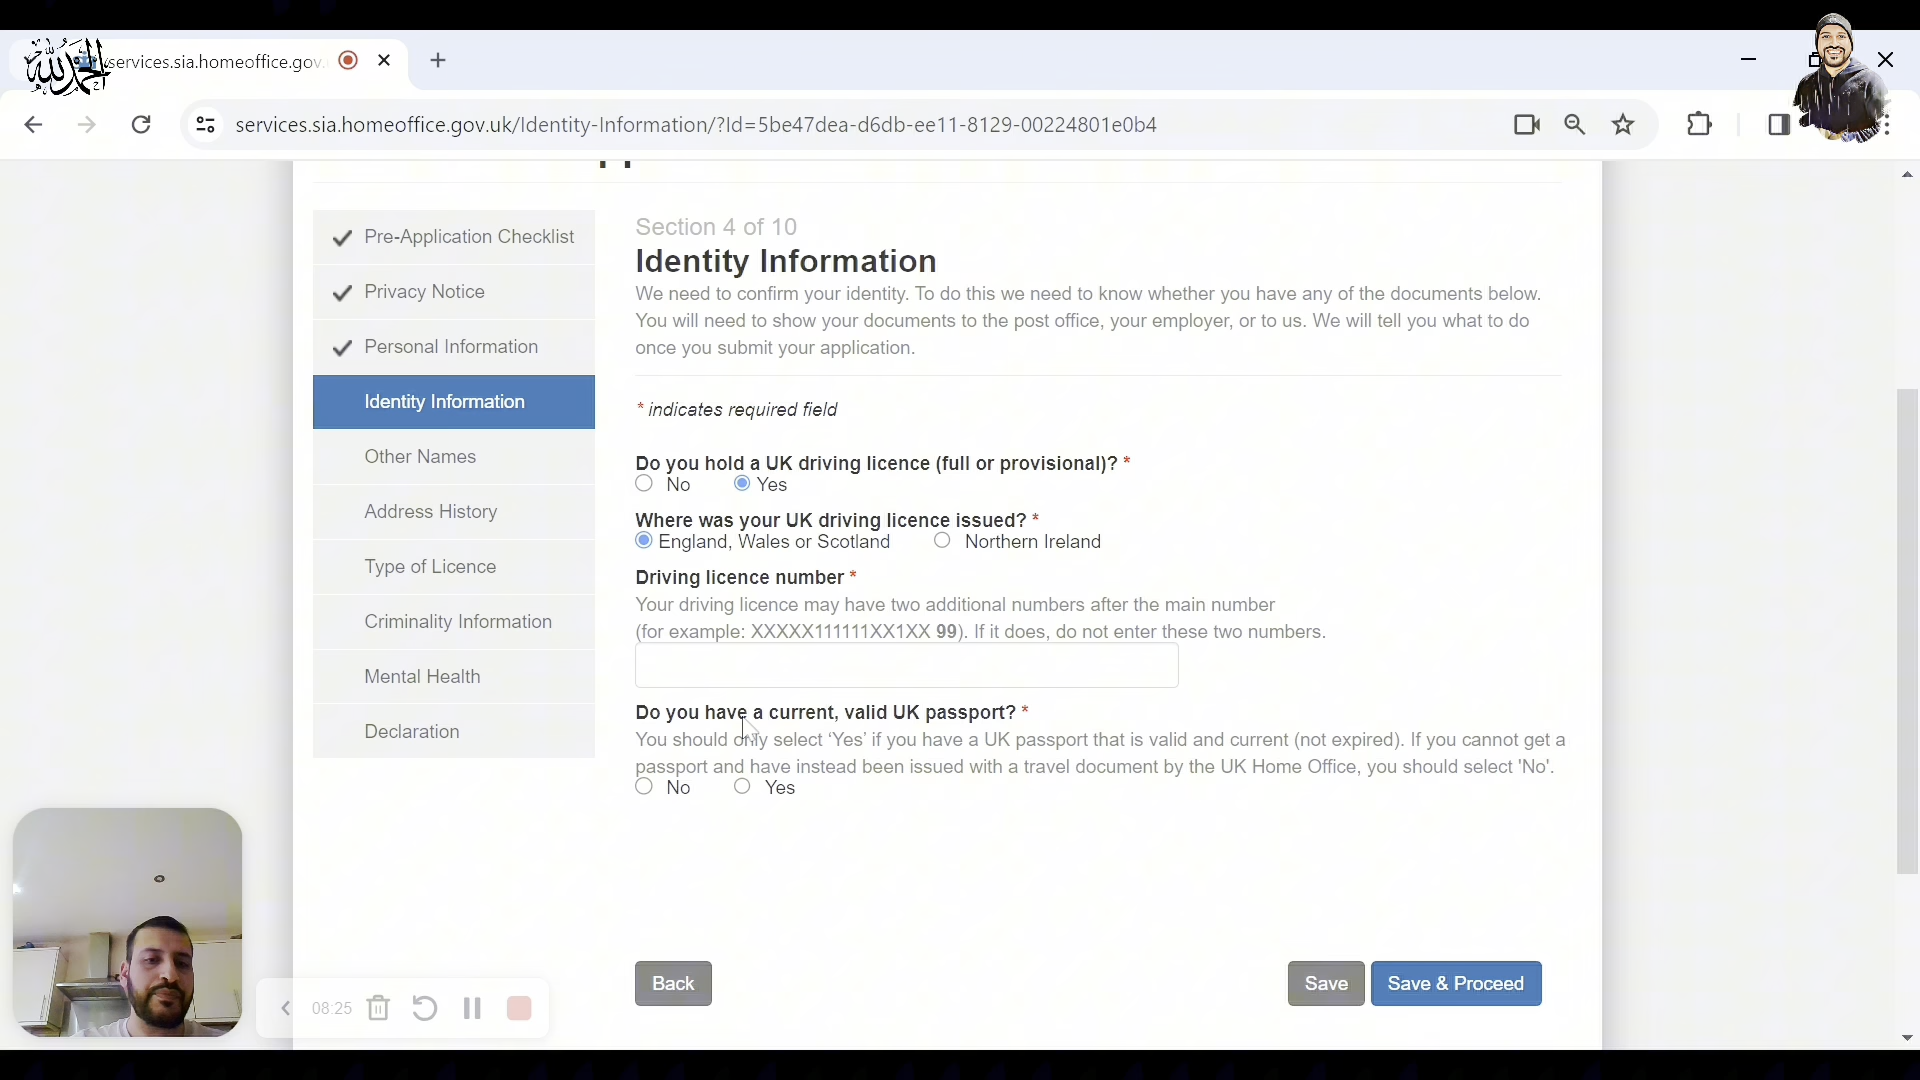 الحمد لله
services.sia.homeoffice.gov.
services.sia.homeoffice.gov.uk/Identity-Information/?Id=5be47dea-d6db-ee11-8129-00224801e0b4
Pre-Application Checklist
Privacy Notice
Personal Information
Identity Information
Other Names
Address History
Type of Licence
Criminality Information
Mental Health
Declaration
Section 4 of 10
Identity Information
We need to confirm your identity. To do this we need to know whether you have any of the documents below.
You will need to show your documents to the post office, your employer, or to us. We will tell you what to do
once you submit your application.
* indicates required field
Do you hold a UK driving licence (full or provisional)? *
No Yes
Where was your UK driving licence issued? *
England, Wales or Scotland Northern Ireland
Driving licence number *
Your driving licence may have two additional numbers after the main number
(for example: XXXXX111111XX1XX 99). If it does, do not enter these two numbers.
Do you have a current, valid UK passport? *
You should only select ‘Yes’ if you have a UK passport that is valid and current (not expired). If you cannot get a
passport and have instead been issued with a travel document by the UK Home Office, you should select 'No'.
No Yes
Back Save Save & Proceed
08:25